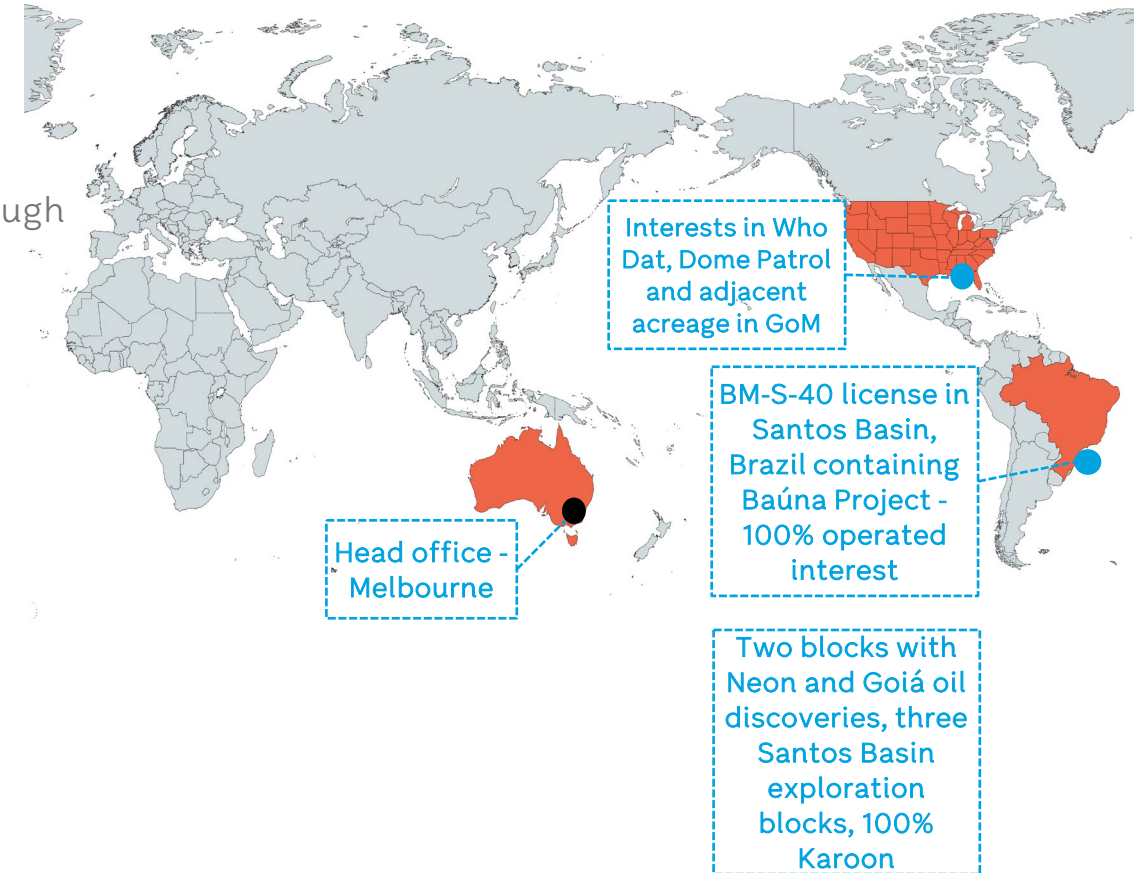 ugh
Interests in Who
Dat, Dome Patrol
and adjacent
acreage in GoM
BM-S-40 license in
Santos Basin,
Brazil containing
Baúna Project -
100% operated
interest
Head office -
Melbourne
Two blocks with
Neon and Goiá oil
discoveries, three
Santos Basin
exploration
blocks, 100%
Karoon